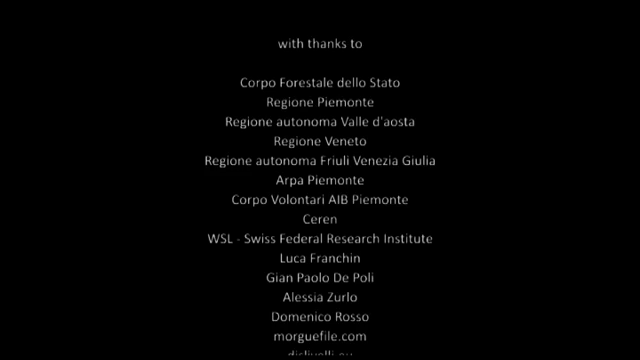 with thanks to
Corpo Forestale dello Stato
Regione Piemonte
Regione autonoma Valle d'aosta
Regione Veneto
Regione autonoma Friuli Venezia Giulia
Arpa Piemonte
Corpo Volontari AIB Piemonte
Ceren
WSL - Swiss Federal Research Institute
Luca Franchin
Gian Paolo De Poli
Alessia Zurlo
Domenico Rosso
morguefile.com
dislivelli.eu